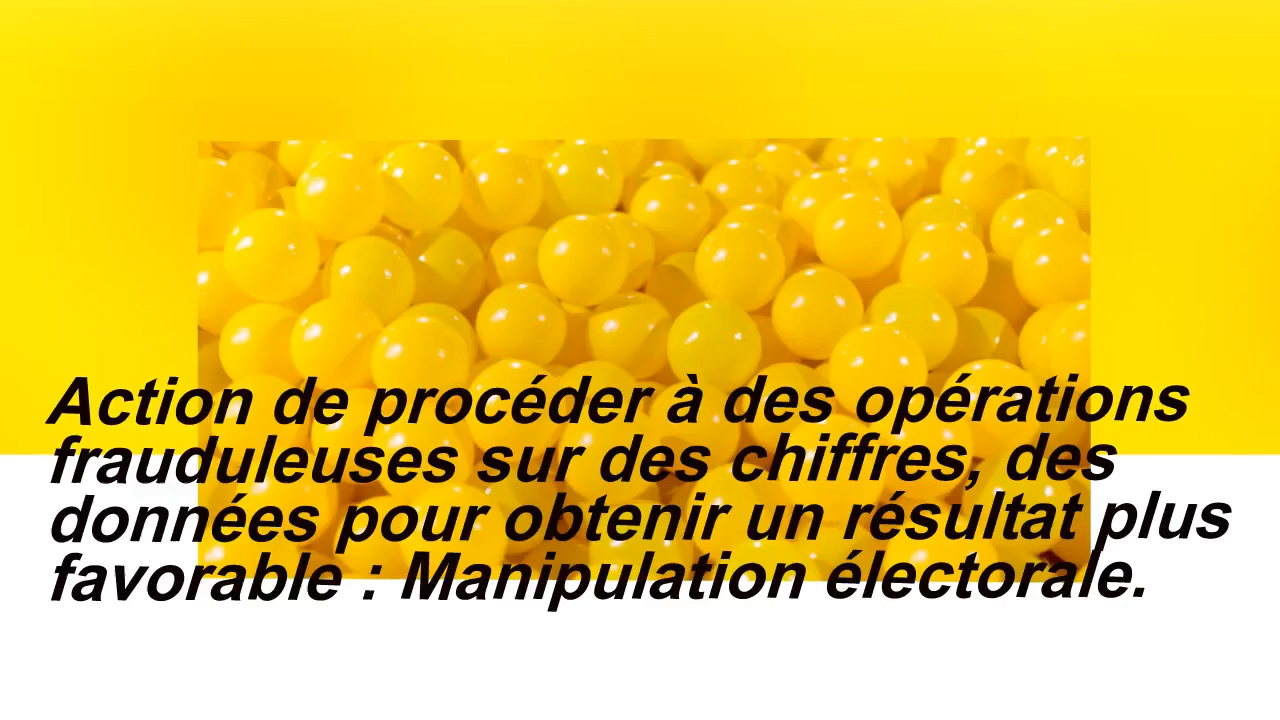 Action de procéder à des opérations
frauduleuses sur des chiffres, des
données pour obtenir un résultat plus
favorable : Manipulation électorale.